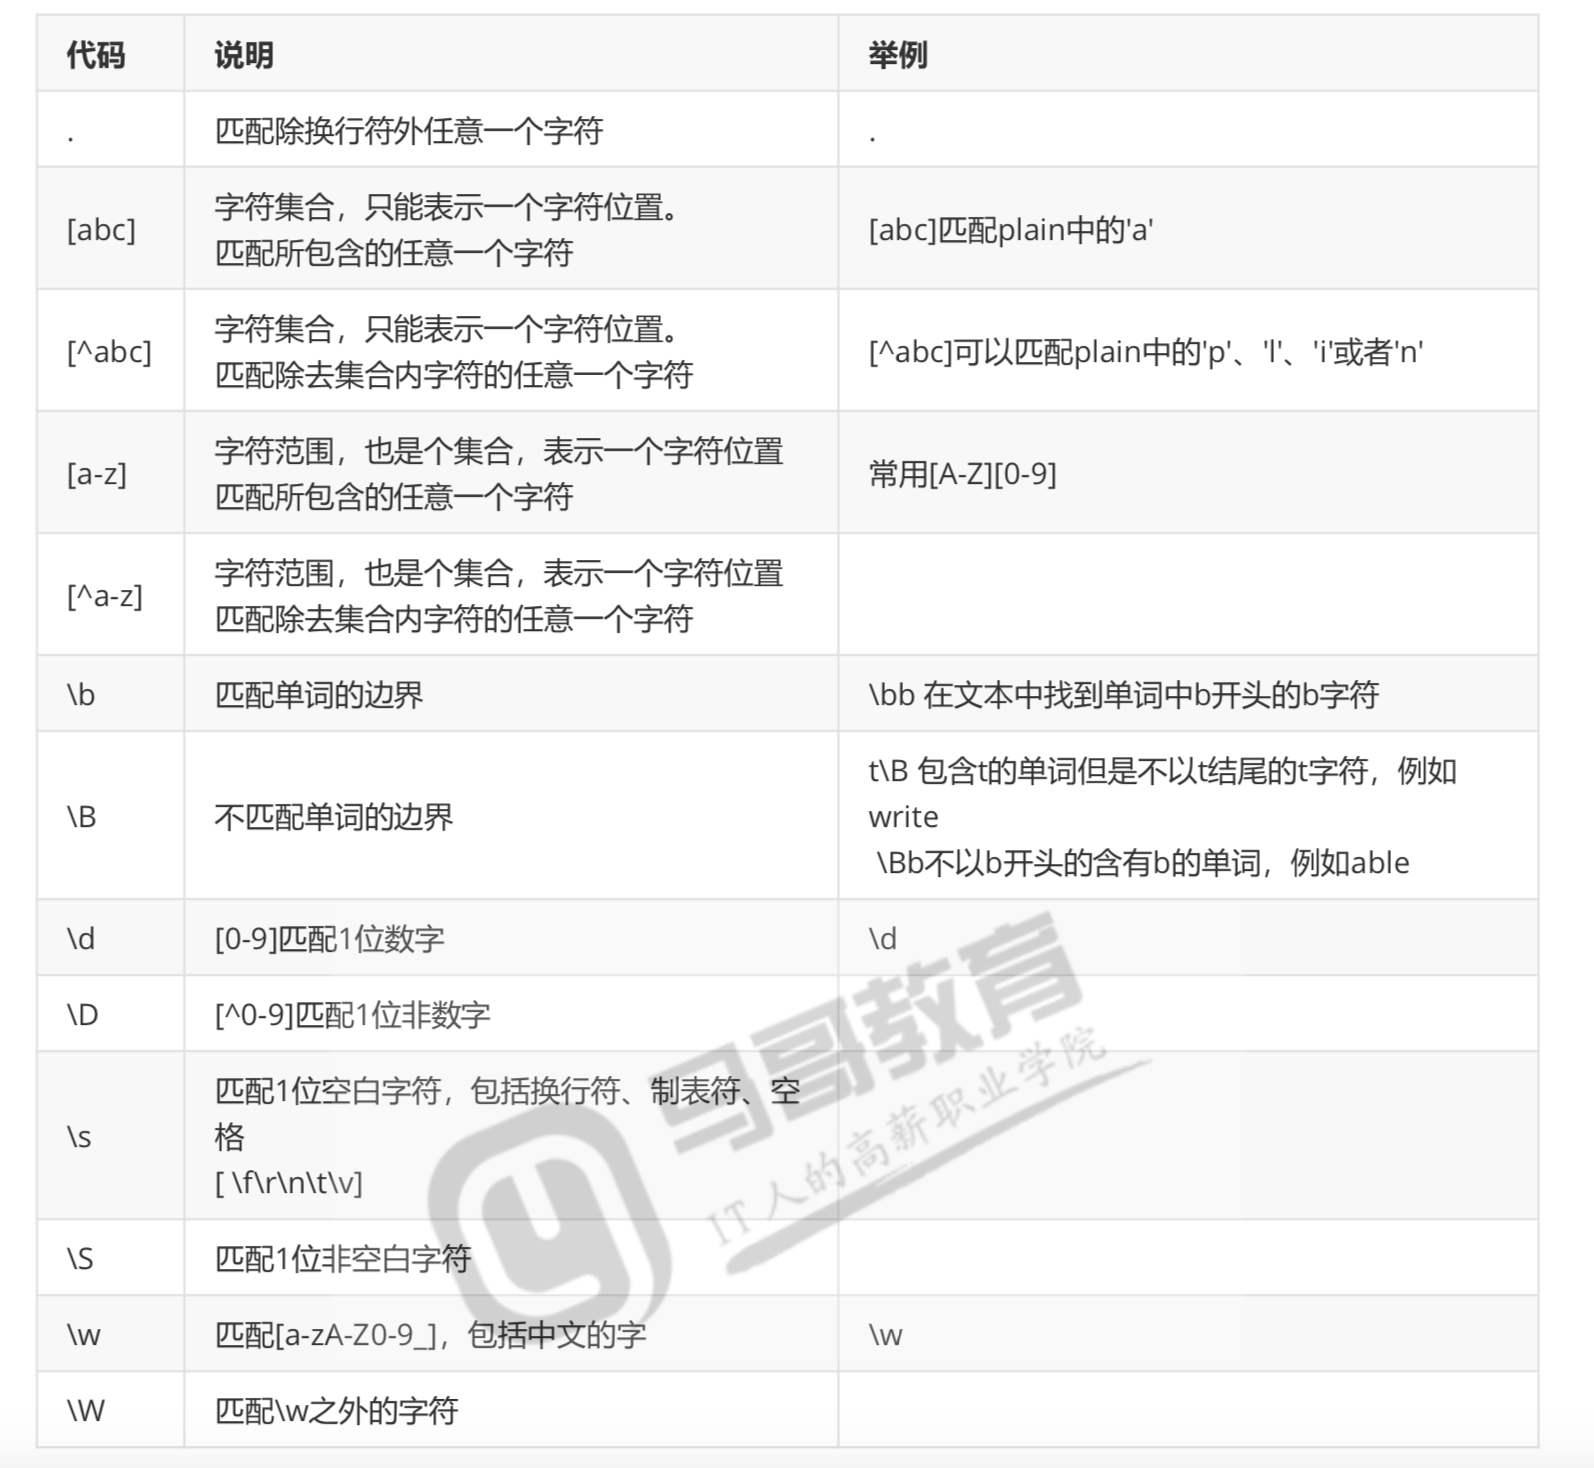 代码 说明 举例
. 匹配除换行符外任意一个字符 .
[abc] 字符集合，只能表示一个字符位置。
匹配所包含的任意一个字符 [abc]匹配plain中的'a'
[^abc] 字符集合，只能表示一个字符位置。
匹配除去集合内字符的任意一个字符 [^abc]可以匹配plain中的'p'、'l'、'i'或者'n'
[a-z] 字符范围，也是个集合，表示一个字符位置
匹配所包含的任意一个字符 常用[A-Z][0-9]
[^a-z] 字符范围，也是个集合，表示一个字符位置
匹配除去集合内字符的任意一个字符
\b 匹配单词的边界 \bb 在文本中找到单词中b开头的b字符
\B 不匹配单词的边界 t\B 包含t的单词但是不以t结尾的t字符，例如
write
\Bb不以b开头的含有b的单词，例如able
\d [0-9]匹配1位数字 \d
\D [^0-9]匹配1位非数字
\s 匹配1位空白字符，包括换行符、制表符、空
格
[ \f\r\n\t\v]
\S 匹配1位非空白字符
\w 匹配[a-zA-Z0-9_]，包括中文的字 \w
\W 匹配\w之外的字符
马哥教育
IT人的高薪职业学院